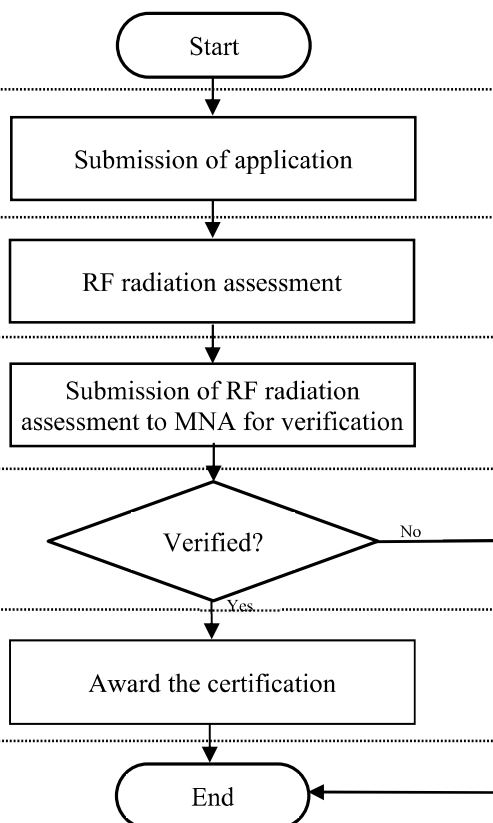 Start
Submission of application
RF radiation assessment
Submission of RF radiation
assessment to MNA for verification
Verified?
No
Yes
Award the certification
End